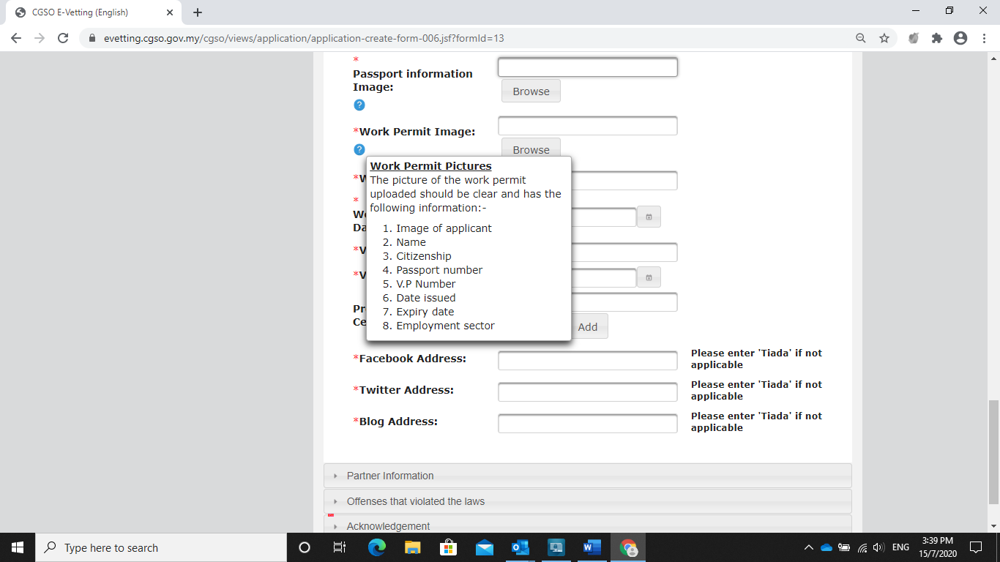 CGSO E-Vetting (English)
evetting.cgso.gov.my/cgso/views/application/application-create-form-006.jsf?formId=13
*
Passport information
Image:
Browse
?
*Work Permit Image:
?
Browse
Work Permit Pictures
The picture of the work permit
uploaded should be clear and has the
following information:-
1. Image of applicant
2. Name
3. Citizenship
4. Passport number
5. V.P Number
6. Date issued
7. Expiry date
8. Employment sector
*
*
Da
*V
*V
Pr
Ce
Add
*Facebook Address:
Please enter 'Tiada' if not
applicable
*Twitter Address:
Please enter 'Tiada' if not
applicable
*Blog Address:
Please enter 'Tiada' if not
applicable
Partner Information
Offenses that violated the laws
Acknowledgement
Type here to search
ENG
3:39 PM
15/7/2020